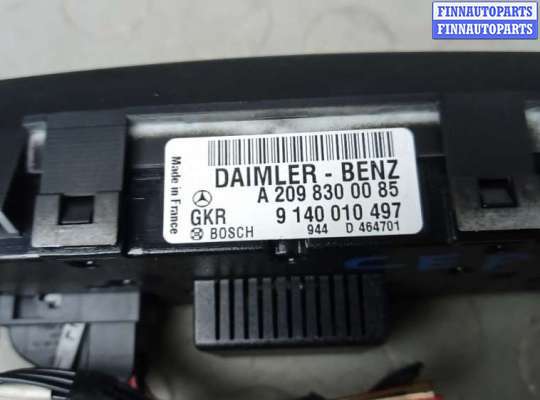 FINNAUTOPARTS
FINNAUTOPARTS
Made in France
DAIMLER - BENZ
A 209 830 00 85
GKR 9 140 010 497
BOSCH 944 D 464701